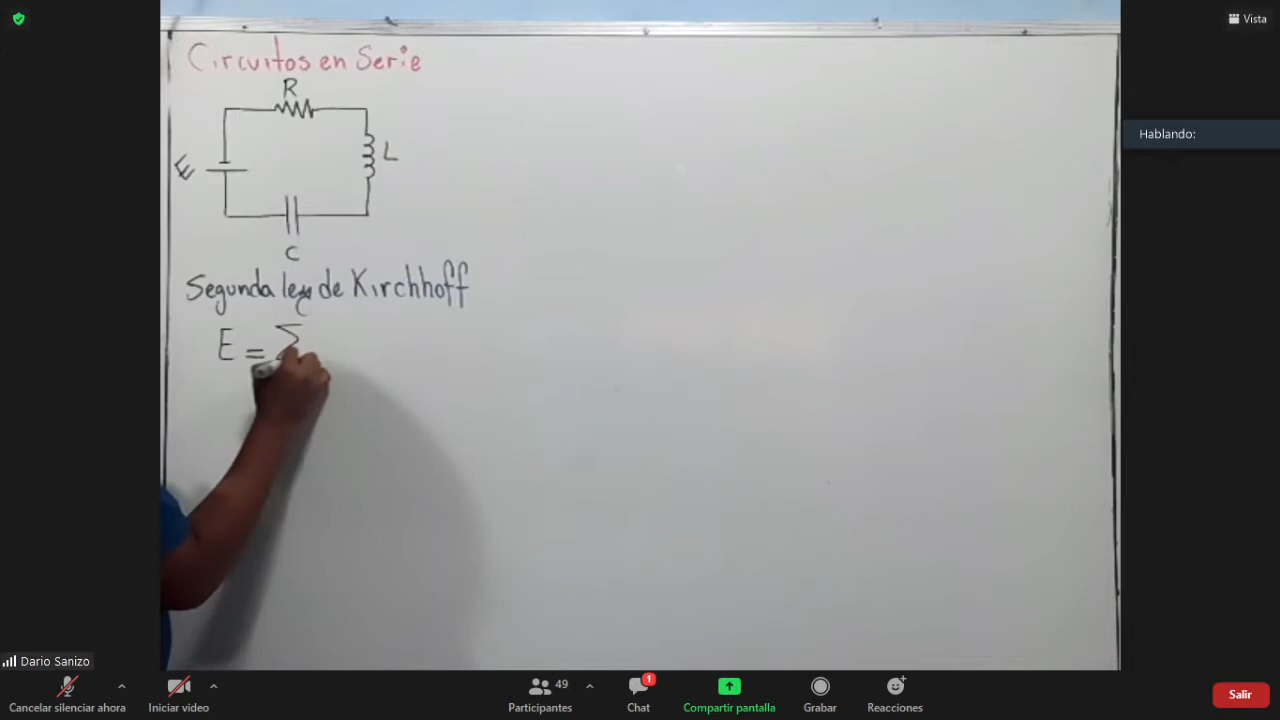 Vista
Circuitos en Serie
R
E
L
C
Hablando:
Segunda ley de Kirchhoff
E = Σ
Dario Sanizo
49
1
Cancelar silenciar ahora
Iniciar video
Participantes
Chat
Compartir pantalla
Grabar
Reacciones
Salir